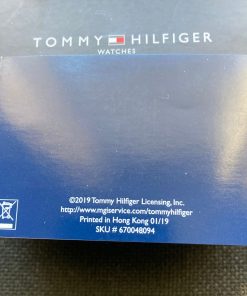 TOMMY HILFIGER
WATCHES
©2019 Tommy Hilfiger Licensing, Inc.
http://www.mgiservice.com/tommyhilfiger
Printed in Hong Kong 01/19
SKU # 670048094